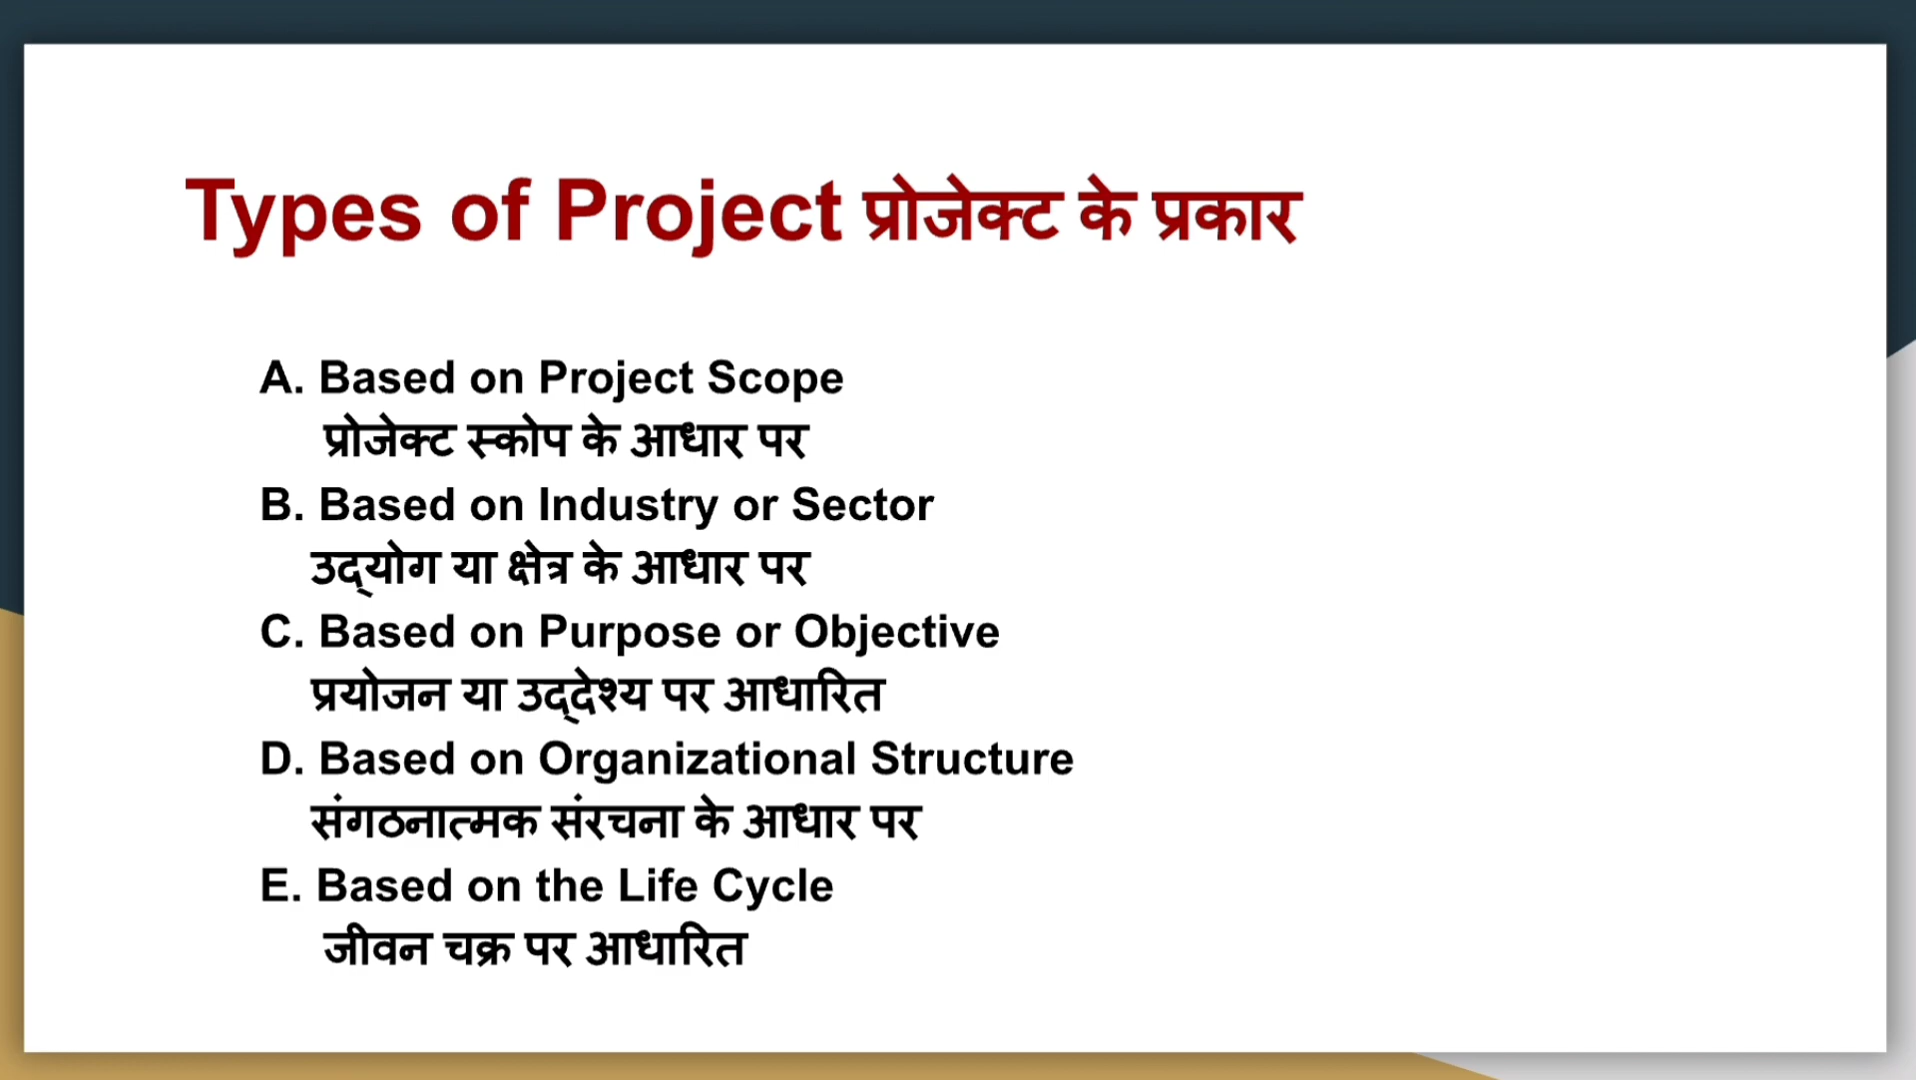 Types of Project प्रोजेक्ट के प्रकार
A. Based on Project Scope
प्रोजेक्ट स्कोप के आधार पर
B. Based on Industry or Sector
उद्योग या क्षेत्र के आधार पर
C. Based on Purpose or Objective
प्रयोजन या उद्देश्य पर आधारित
D. Based on Organizational Structure
संगठनात्मक संरचना के आधार पर
E. Based on the Life Cycle
जीवन चक्र पर आधारित